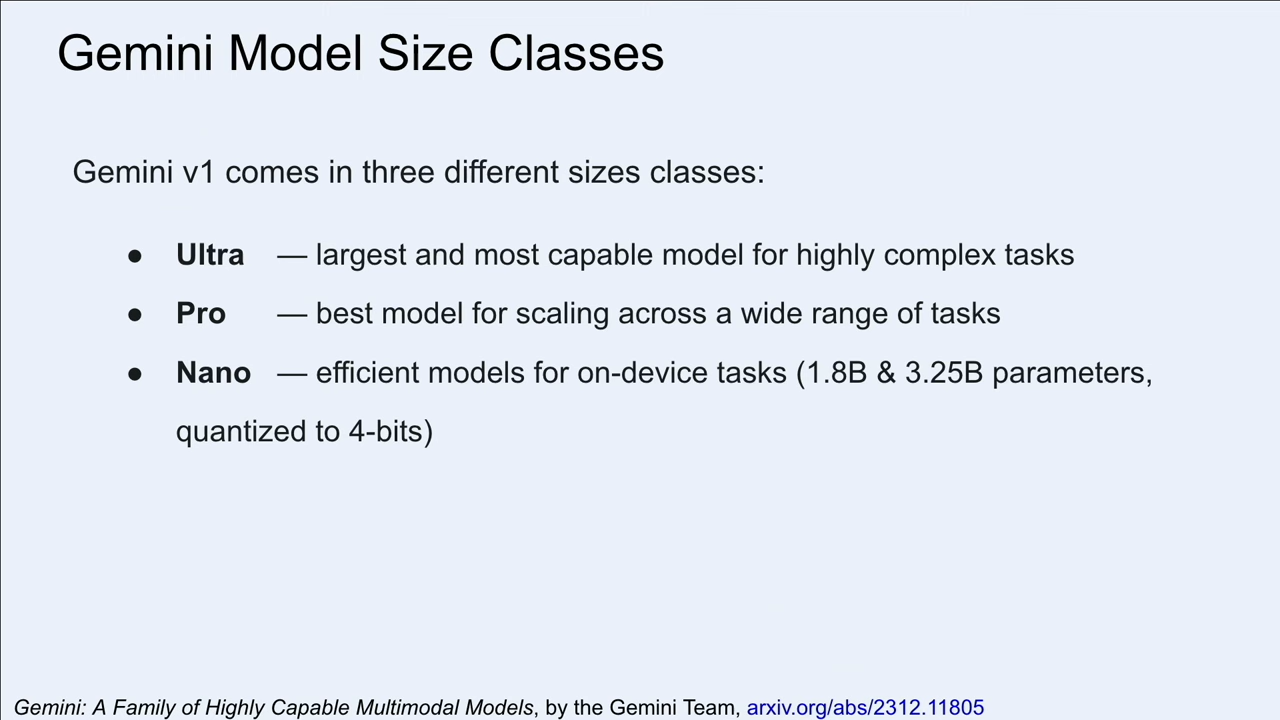 Gemini Model Size Classes
Gemini v1 comes in three different sizes classes:
● Ultra — largest and most capable model for highly complex tasks
● Pro — best model for scaling across a wide range of tasks
● Nano — efficient models for on-device tasks (1.8B & 3.25B parameters,
quantized to 4-bits)
Gemini: A Family of Highly Capable Multimodal Models, by the Gemini Team, arxiv.org/abs/2312.11805